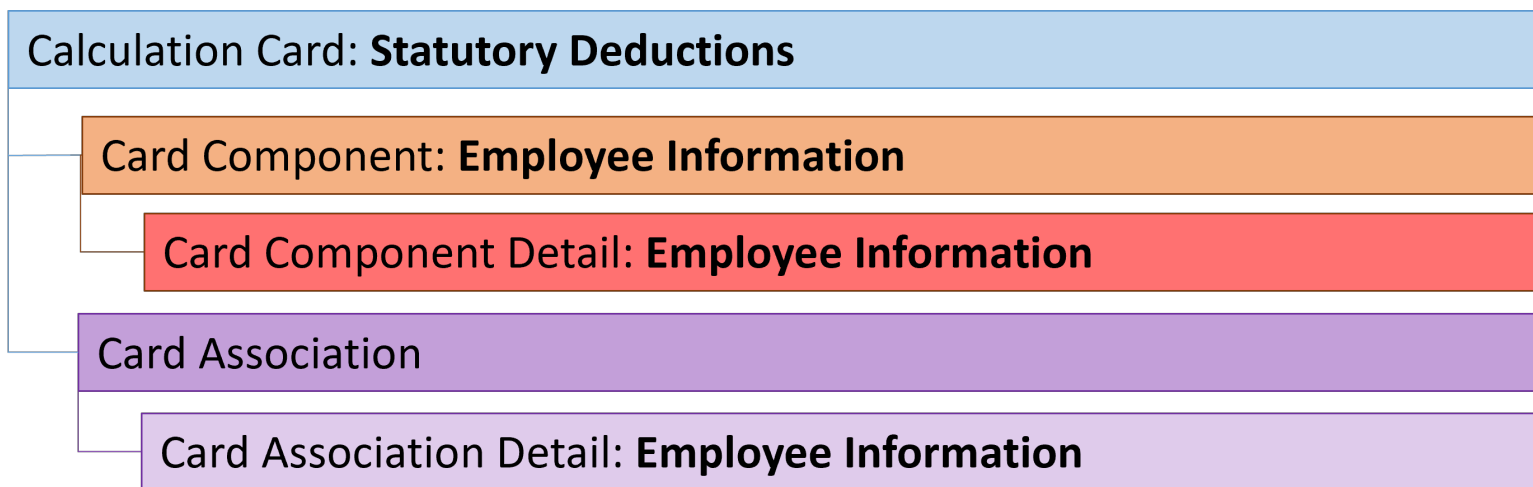 Calculation Card: Statutory Deductions
Card Component: Employee Information
Card Component Detail: Employee Information
Card Association
Card Association Detail: Employee Information